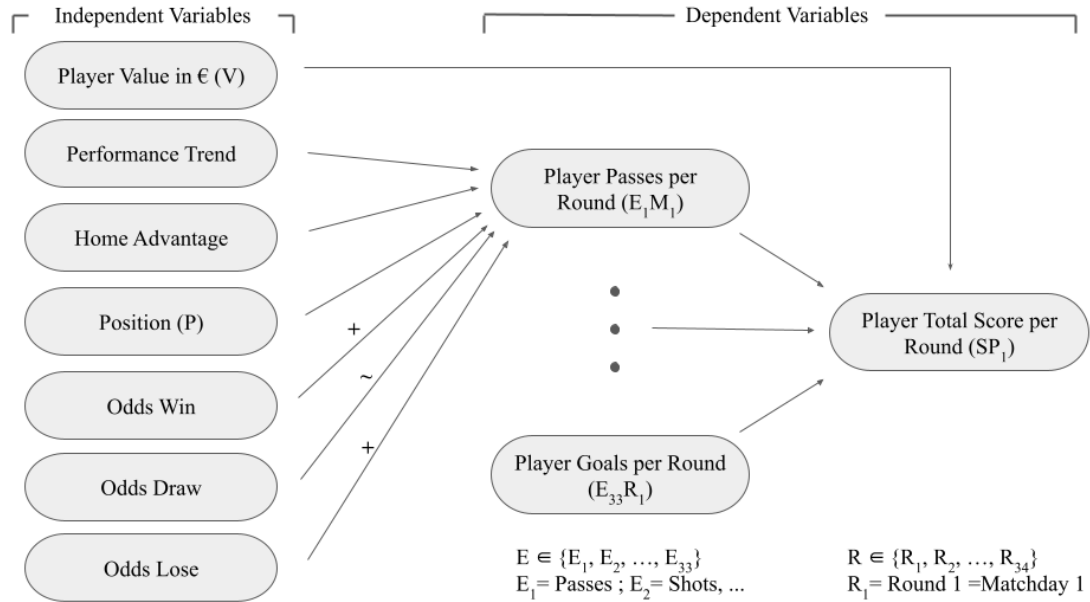 Independent Variables
Dependent Variables
Player Value in € (V)
Performance Trend
Home Advantage
Position (P)
Odds Win
Odds Draw
Odds Lose
+
~
+
Player Passes per
Round (E₁M₁)
Player Goals per Round
(E₃₃R₁)
Player Total Score per
Round (SP₁)
E ∈ {E₁, E₂, …, E₃₃}
E₁= Passes ; E₂= Shots, ...
R ∈ {R₁, R₂, …, R₃₄}
R₁= Round 1 =Matchday 1